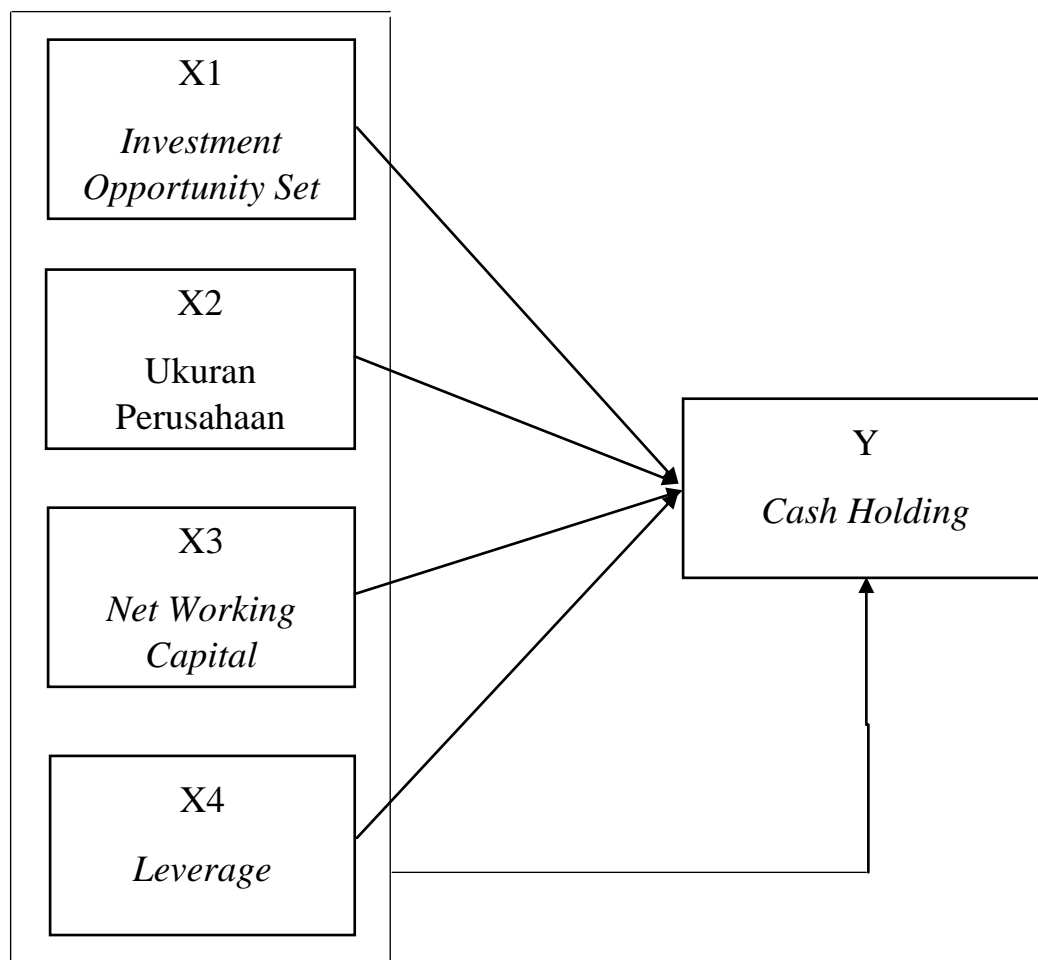 X1
Investment
Opportunity Set
X2
Ukuran
Perusahaan
X3
Net Working
Capital
X4
Leverage
Y
Cash Holding